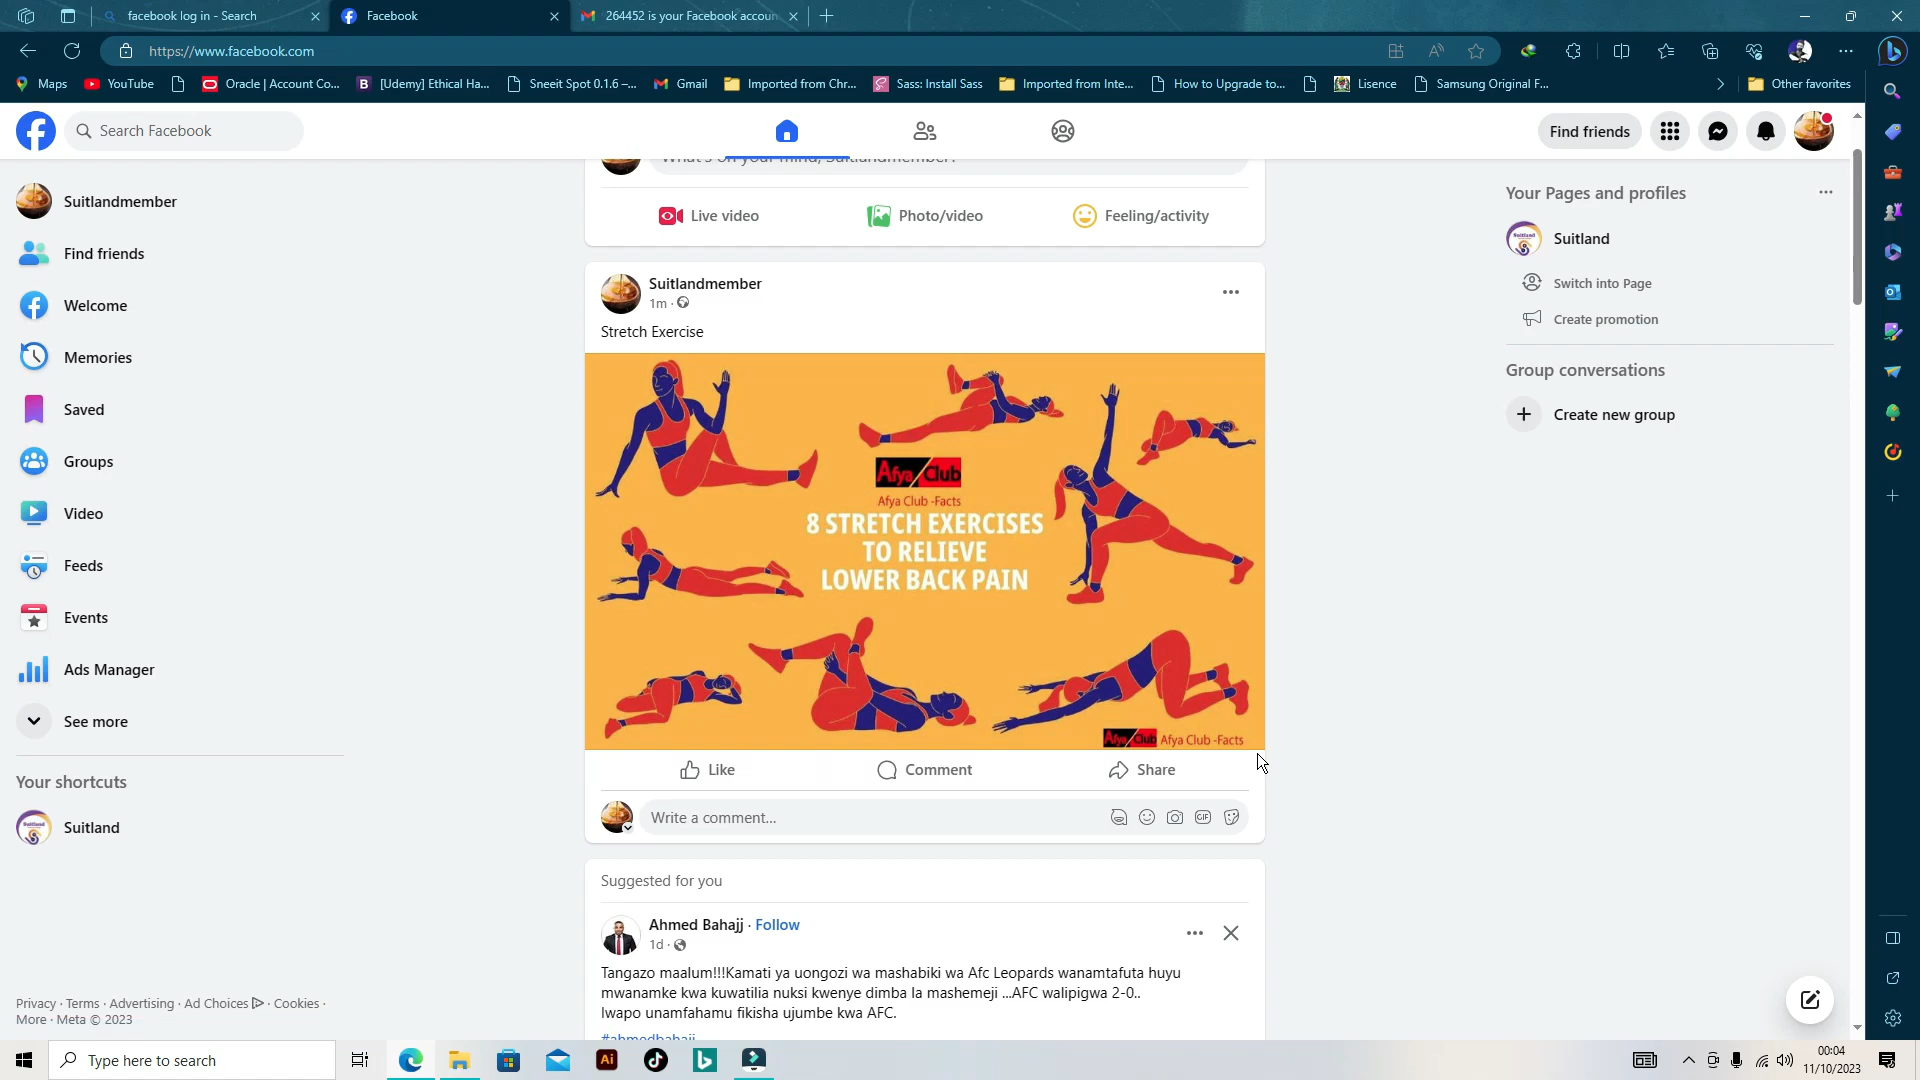 facebook log in - Search
Facebook
264452 is your Facebook accoun
https://www.facebook.com
Maps
YouTube
Oracle | Account Co...
[Udemy] Ethical Ha...
Sneeit Spot 0.1.6 –...
Gmail
Imported from Chr...
Sass: Install Sass
Imported from Inte...
How to Upgrade to...
Lisence
Samsung Original F...
Other favorites
Search Facebook
Find friends
What's on your mind, Suitlandmember?
Live video
Photo/video
Feeling/activity
Suitlandmember
Find friends
Welcome
Memories
Saved
Groups
Video
Feeds
Events
Ads Manager
See more
Your shortcuts
Suitland
Privacy · Terms · Advertising · Ad Choices · Cookies ·
More · Meta © 2023
Suitlandmember
1m ·
Stretch Exercise
Afya Club
Afya Club -Facts
8 STRETCH EXERCISES
TO RELIEVE
LOWER BACK PAIN
Afya Club Afya Club -Facts
Like
Comment
Share
Write a comment...
GIF
Suggested for you
Ahmed Bahajj · Follow
1d ·
Tangazo maalum!!!Kamati ya uongozi wa mashabiki wa Afc Leopards wanamtafuta huyu
mwanamke kwa kuwatilia nuksi kwenye dimba la mashemeji ...AFC walipigwa 2-0..
Iwapo unamfahamu fikisha ujumbe kwa AFC.
#ahmedbahajj
Your Pages and profiles
Suitland
Switch into Page
Create promotion
Group conversations
Create new group
Type here to search
Ai
00:04
11/10/2023